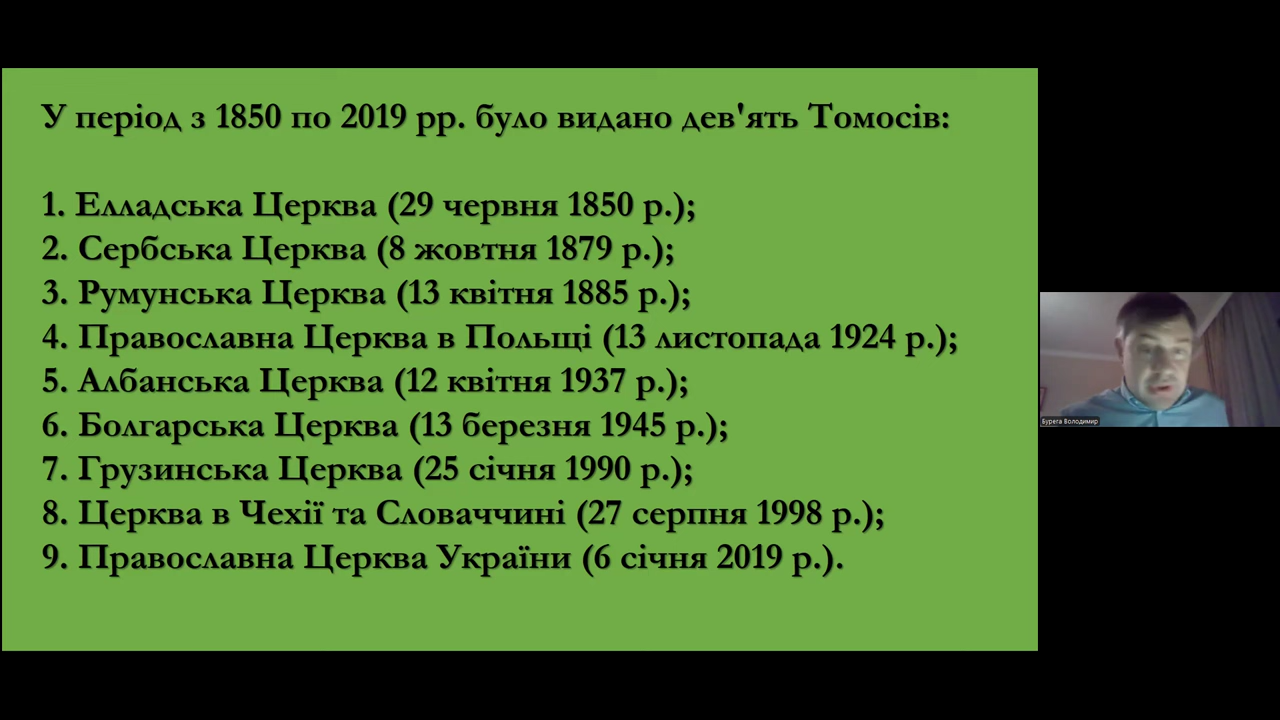 У період з 1850 по 2019 рр. було видано дев'ять Томосів:
1. Елладська Церква (29 червня 1850 р.);
2. Сербська Церква (8 жовтня 1879 р.);
3. Румунська Церква (13 квітня 1885 р.);
4. Православна Церква в Польщі (13 листопада 1924 р.);
5. Албанська Церква (12 квітня 1937 р.);
6. Болгарська Церква (13 березня 1945 р.);
7. Грузинська Церква (25 січня 1990 р.);
8. Церква в Чехії та Словаччині (27 серпня 1998 р.);
9. Православна Церква України (6 січня 2019 р.).
Бурега Володимир